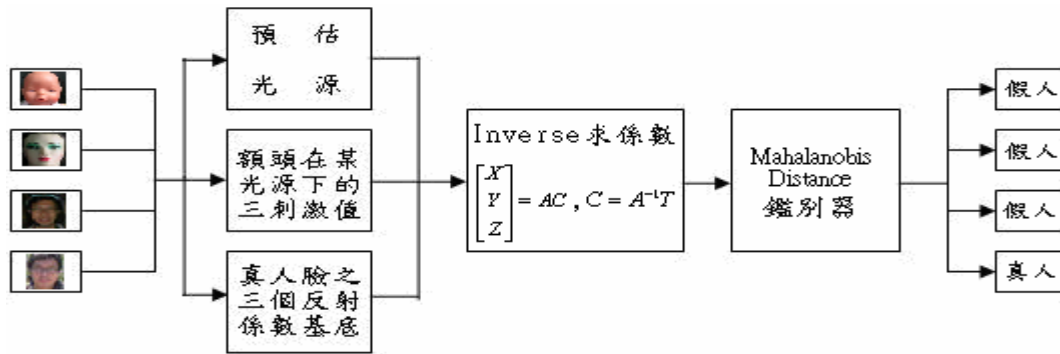 預 估
光 源
額頭在某
光源下的
三刺激值
真人臉之
三個反射
係數基底
Inverse求係數
[X Y Z] = AC , C = A⁻¹T
Mahalanobis
Distance
鑑別器
假人
假人
假人
真人